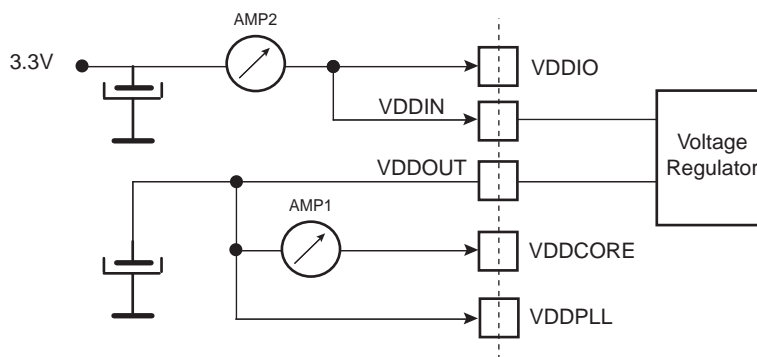 AMP2
3.3V
VDDIO
VDDIN
Voltage
Regulator
VDDOUT
AMP1
VDDCORE
VDDPLL